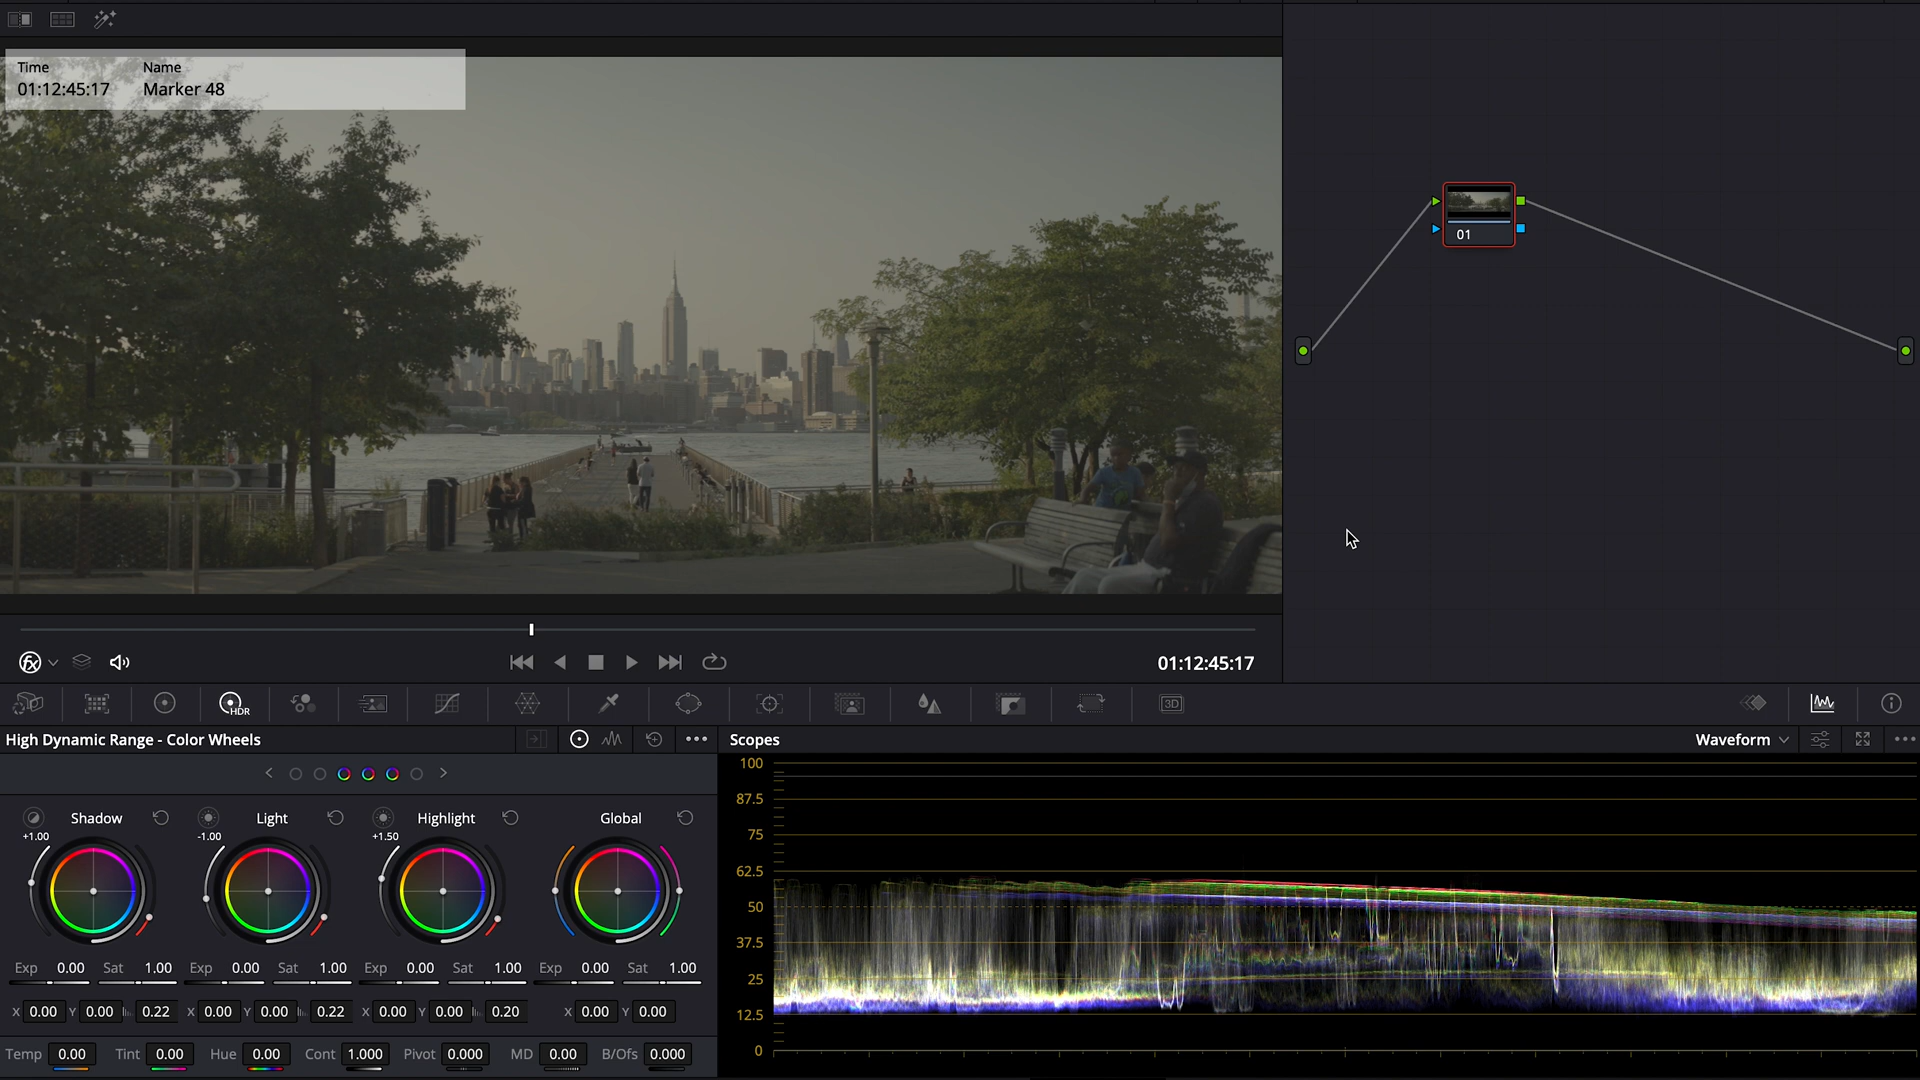 Time Name
01:12:45:17 Marker 48
01
01:12:45:17
HDR
3D
High Dynamic Range - Color Wheels
Scopes
Waveform
Shadow
Light
Highlight
Global
+1.00
-1.00
+1.50
Exp 0.00 Sat 1.00
Exp 0.00 Sat 1.00
Exp 0.00 Sat 1.00
Exp 0.00 Sat 1.00
X 0.00 Y 0.00 0.22
X 0.00 Y 0.00 0.22
X 0.00 Y 0.00 0.20
X 0.00 Y 0.00
Temp 0.00 Tint 0.00 Hue 0.00 Cont 1.000 Pivot 0.000 MD 0.00 B/Ofs 0.000
100
87.5
75
62.5
50
37.5
25
12.5
0